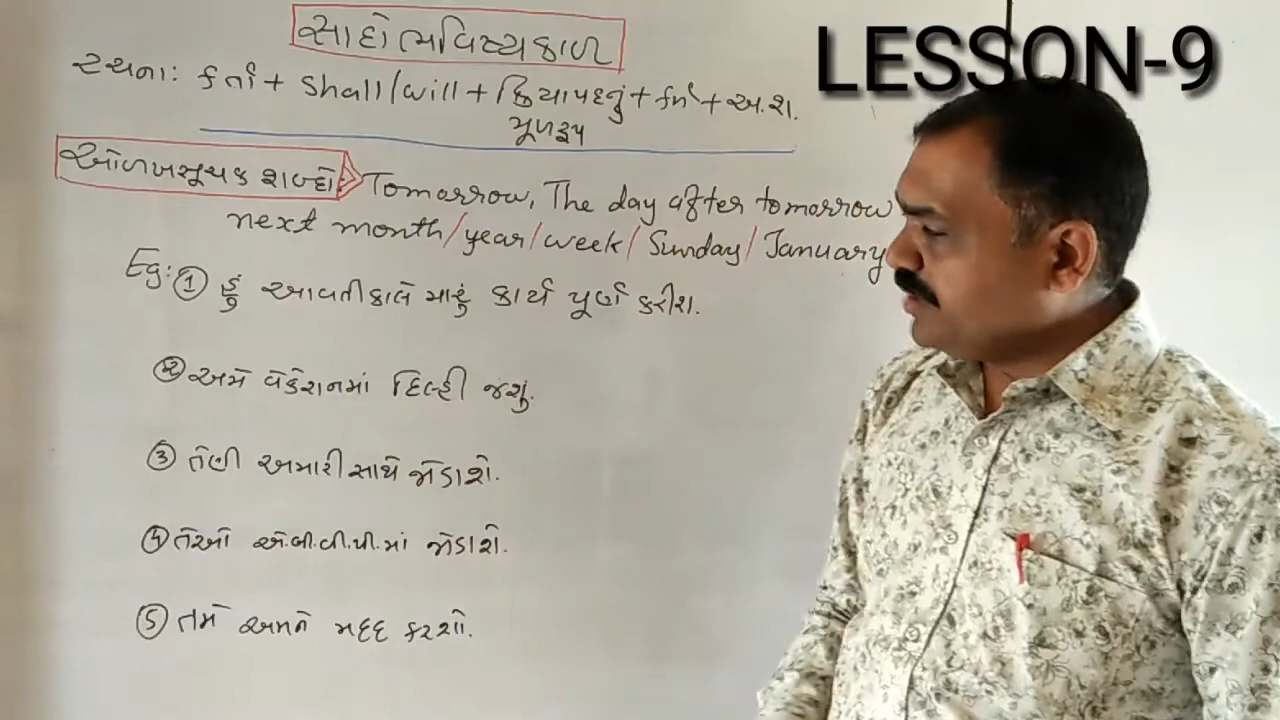 સાદો ભવિષ્યકાળ
LESSON-9
રચના: કર્તા + Shall/will + ક્રિયાપદનું + કર્મ + અ.શ.
મૂળરૂપ
ઓળખસૂચક શબ્દો: Tomorrow, The day after tomorrow
next month/year/week/Sunday/January
Eg: ① હું આવતીકાલે મારું કાર્ય પૂર્ણ કરીશ.
② અમે વેકેશનમાં દિલ્હી જશું.
③ તેણી અમારી સાથે જોડાશે.
④ તેઓ એ.બી.વી.પી.માં જોડાશે.
⑤ તમે અમને મદદ કરશો.